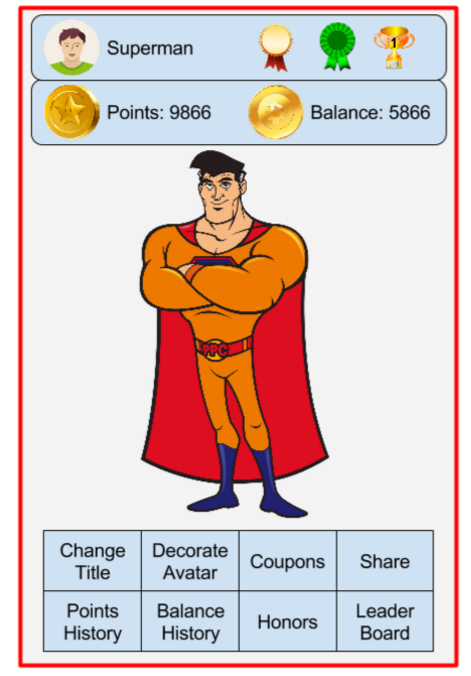 Superman
1
Points: 9866
Balance: 5866
PPC
Change
Title
Decorate
Avatar
Coupons
Share
Points
History
Balance
History
Honors
Leader
Board